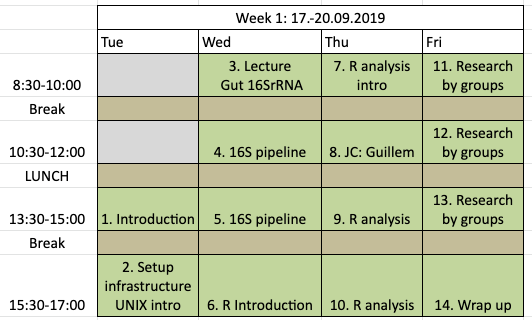 Week 1: 17.-20.09.2019
Tue Wed Thu Fri
8:30-10:00
3. Lecture
Gut 16SrRNA
7. R analysis
intro
11. Research
by groups
Break
10:30-12:00
4. 16S pipeline
8. JC: Guillem
12. Research
by groups
LUNCH
13:30-15:00
1. Introduction
5. 16S pipeline
9. R analysis
13. Research
by groups
Break
15:30-17:00
2. Setup
infrastructure
UNIX intro
6. R Introduction
10. R analysis
14. Wrap up